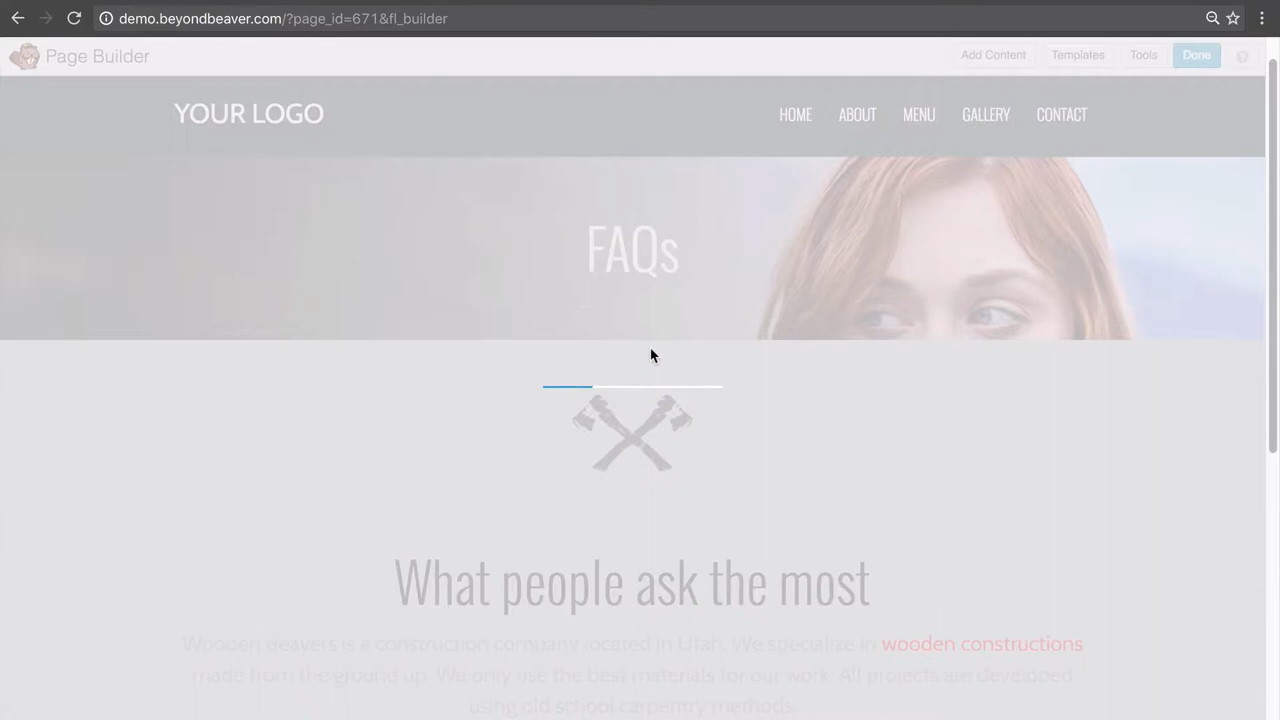 demo.beyondbeaver.com/?page_id=671&fl_builder
Page Builder
Add Content
Templates
Tools
Done
?
YOUR LOGO
HOME
ABOUT
MENU
GALLERY
CONTACT
FAQs
What people ask the most
Wooden Beavers is a construction company located in Utah. We specialize in wooden constructions
made from the ground up. We only use the best materials for our work. All projects are developed
using old school carpentry methods.